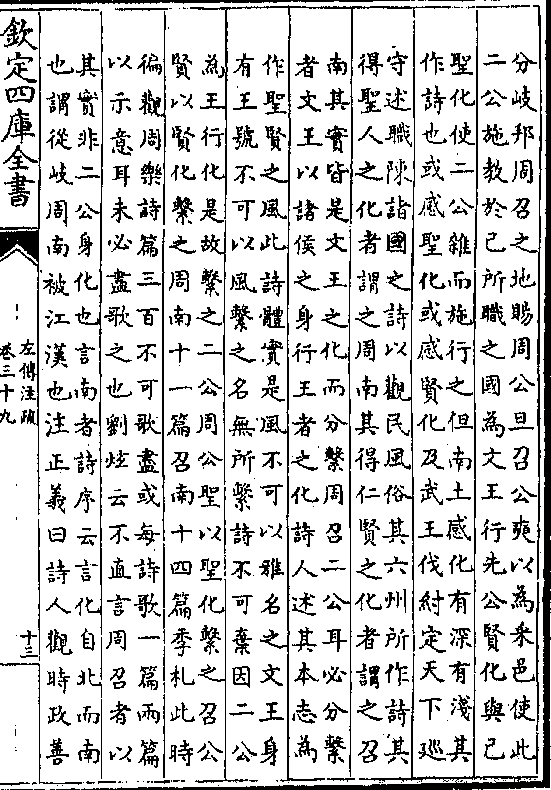 分岐邦周召之地賜周公旦召公奭以為采邑使此
二公施教於己所職之國為文王行先公賢化與己
聖化使二公雜而施行之但南土感化有深有淺其
作詩也或感聖化或感賢化及武王伐紂定天下廵
守述職陳詣國之詩以觀民風俗其六州所作詩其
得聖人之化者謂之周南其得仁賢之化者謂之召
南其實皆是文王之化而分繫周召二公耳必分繫
者文王以諸侯之身行王者之化詩人述其本志為
作聖賢之風此詩體實是風不可以雅名之文王身
有王號不可以風繫之名無所繫詩不可棄因二公
為王行化是故繫之二公周公聖以聖化繫之召公
賢以賢化繫之周南十一篇召南十四篇季札此時
徧觀周樂詩篇三百不可歌盡或每詩歌一篇兩篇
以示意耳未必盡歌之也劉炫云不直言周召者以
其實非二公身化也言南者詩序云言化自北而南
也謂從岐周南被江漢也注正義曰詩人觀時政善
欽定四庫全書
左傳注疏
卷三十九
十三